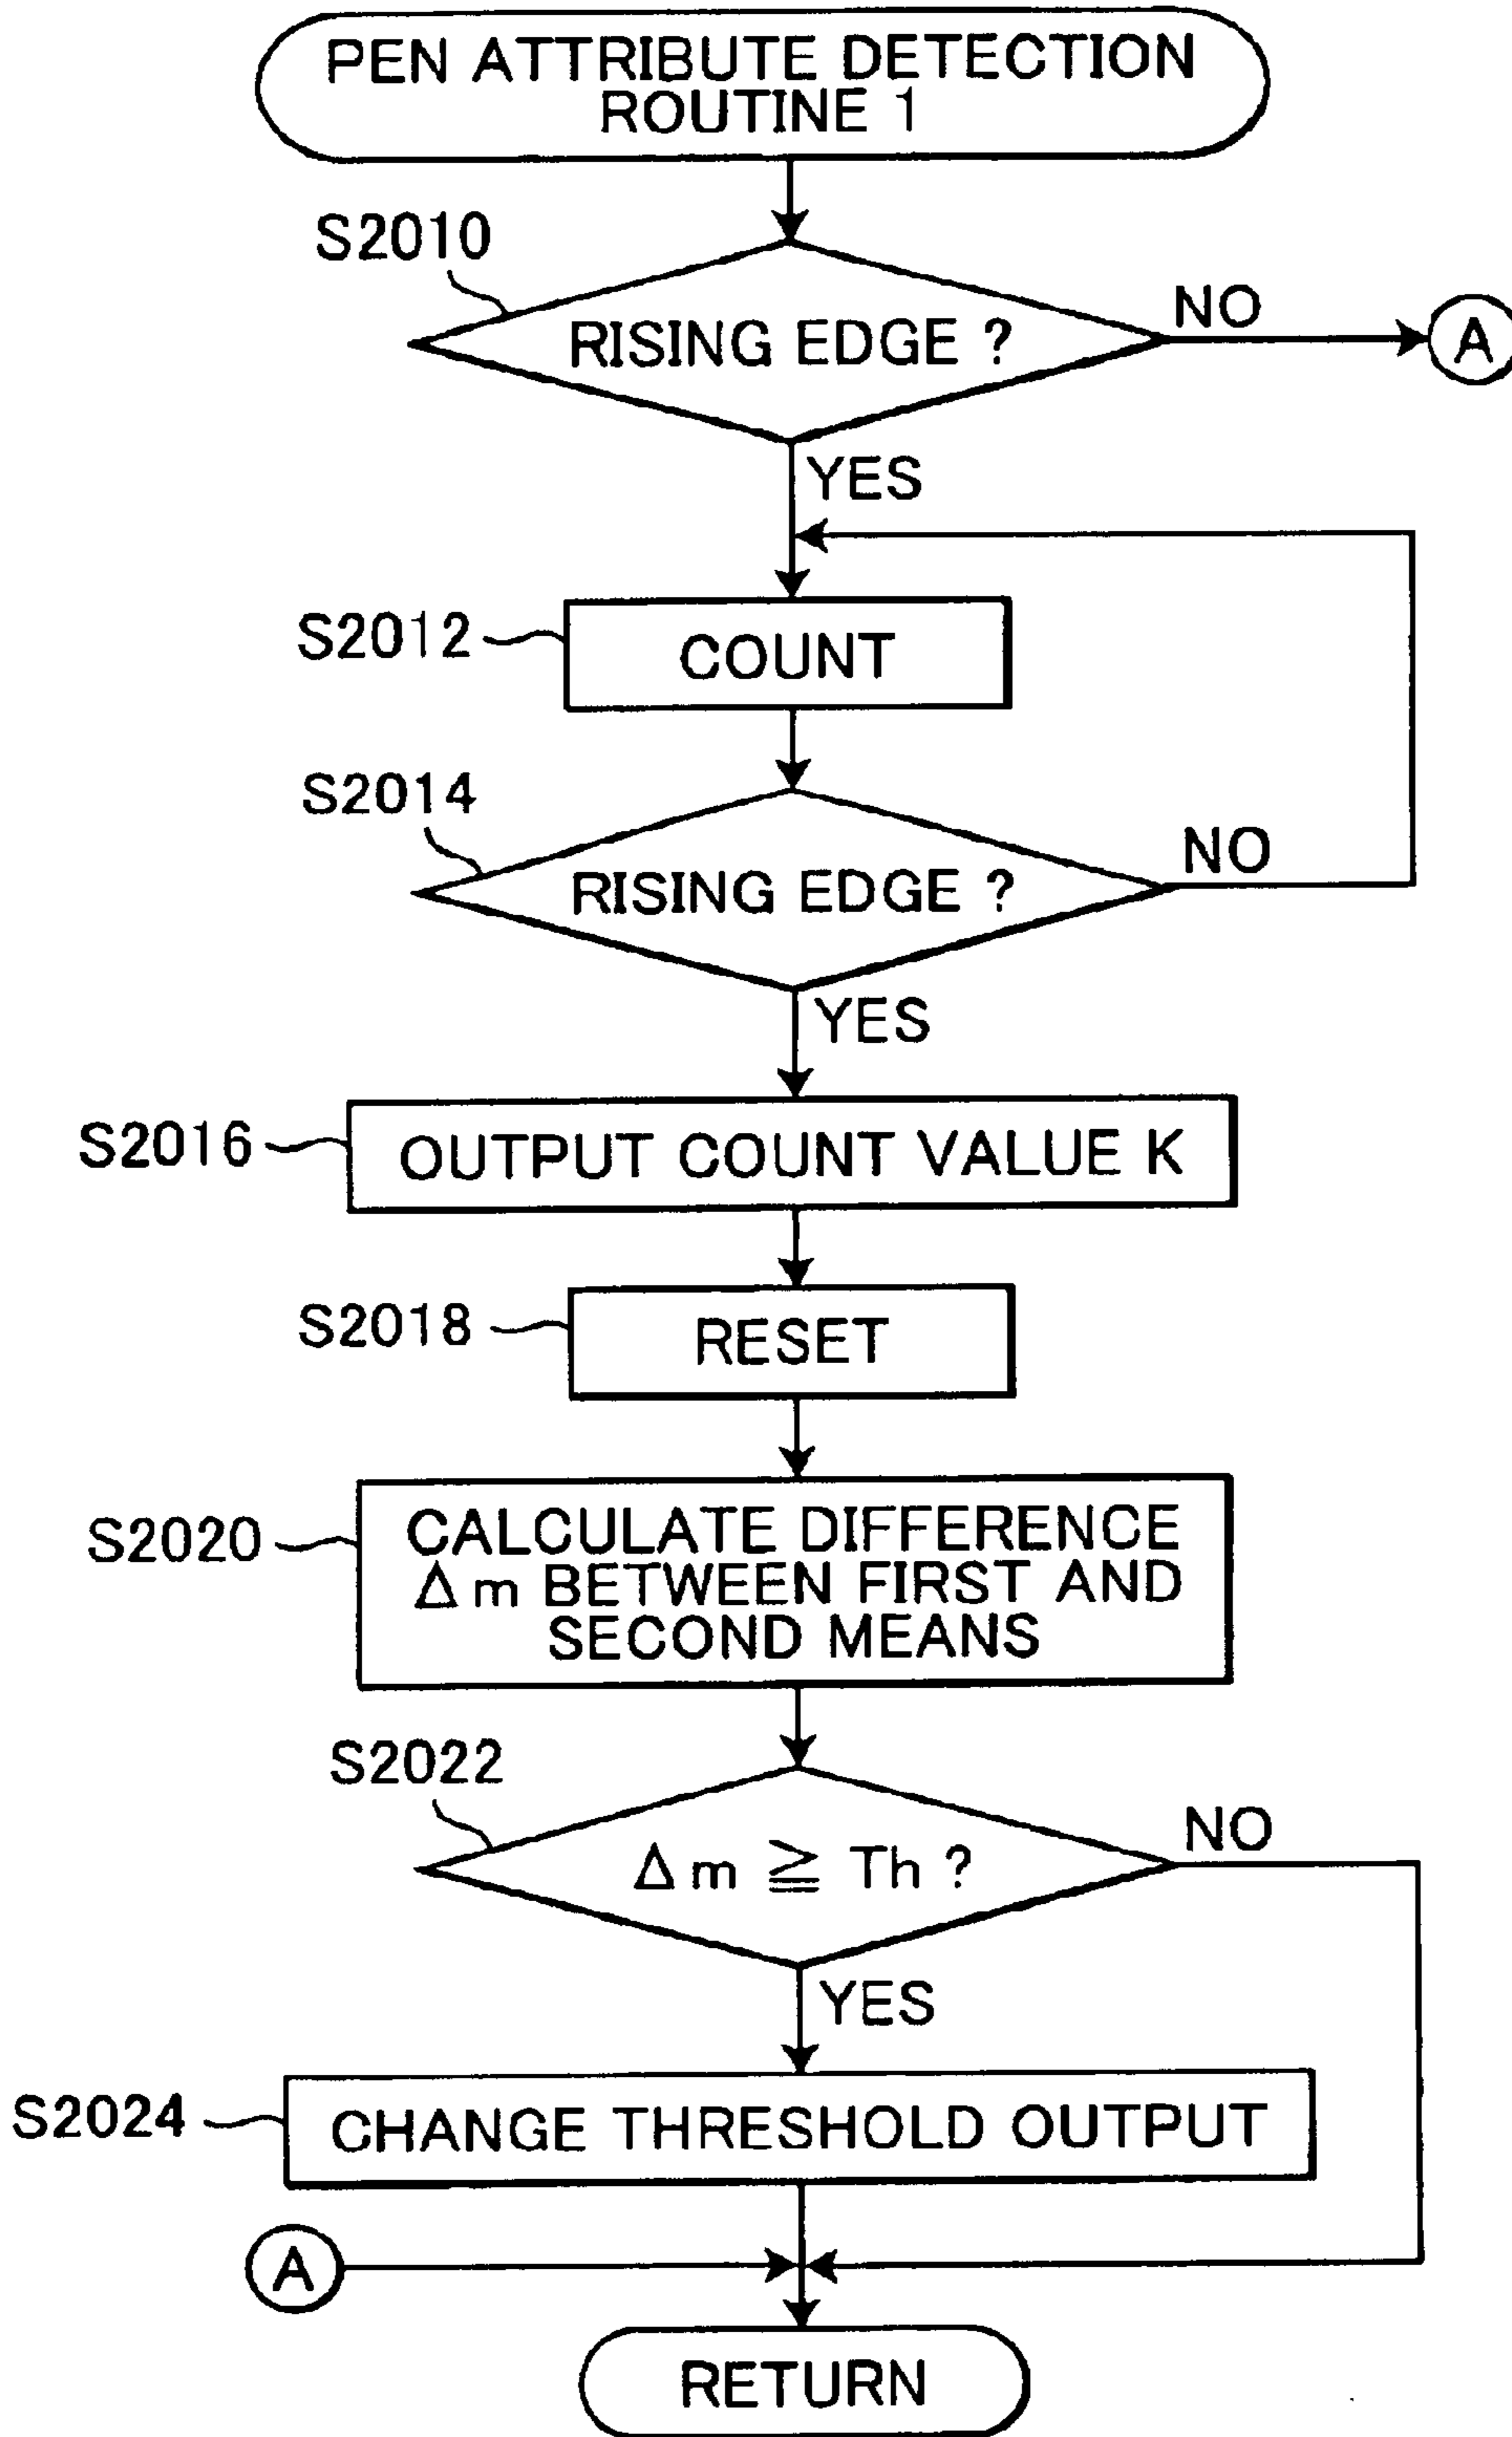 PEN ATTRIBUTE DETECTION
ROUTINE 1
S2010
RISING EDGE ?
NO
A
YES
S2012
COUNT
S2014
RISING EDGE ?
NO
YES
S2016
OUTPUT COUNT VALUE K
S2018
RESET
S2020
CALCULATE DIFFERENCE
Δm BETWEEN FIRST AND
SECOND MEANS
S2022
Δm ≧ Th ?
NO
YES
S2024
CHANGE THRESHOLD OUTPUT
A
RETURN